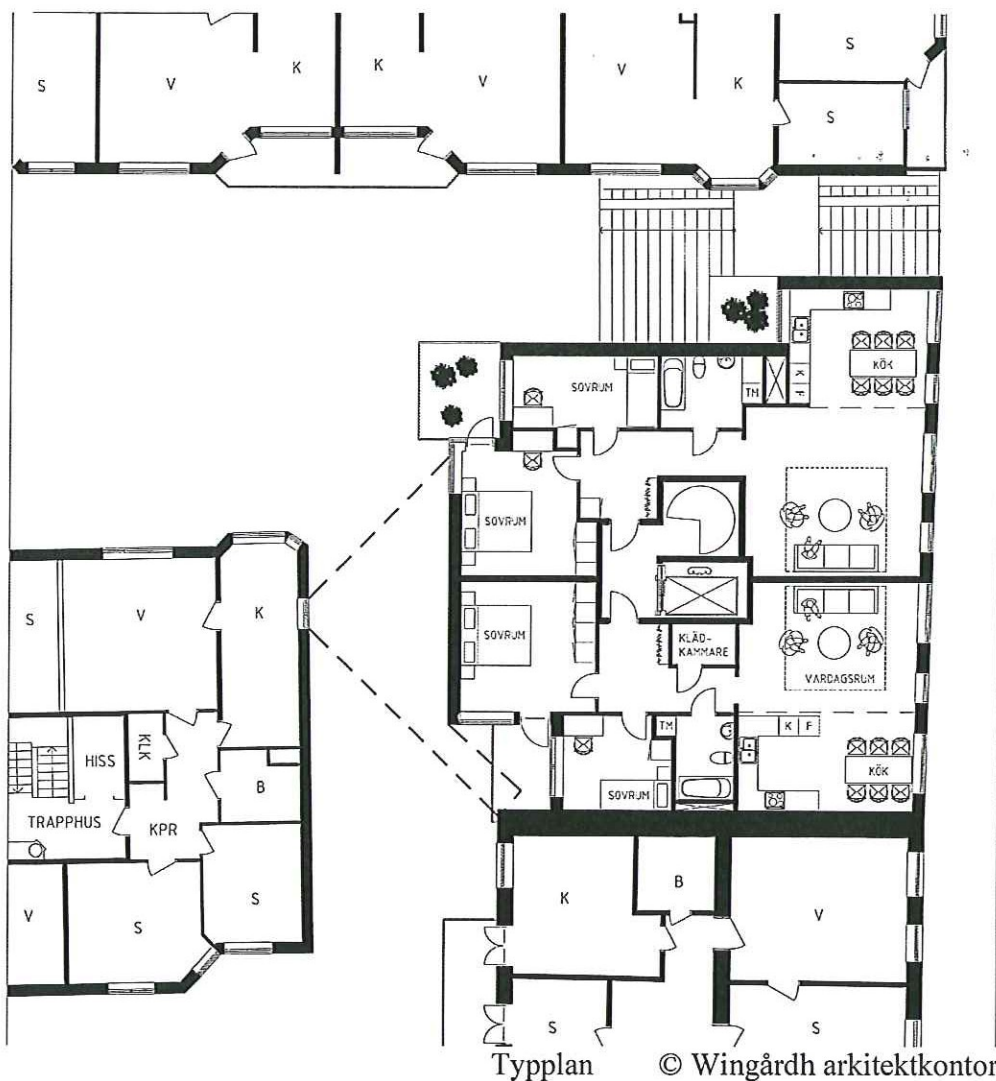 S
V
K
K
V
V
K
S
S
SOVRUM
TM
K
F
KÖK
SOVRUM
SOVRUM
KLÄD-
KAMMARE
VARDAGSRUM
TM
K F
KÖK
SOVRUM
S
V
K
KLK
HISS
B
TRAPPHUS
KPR
V
S
S
K
B
V
S
S
Typplan © Wingårdh arkitektkontor